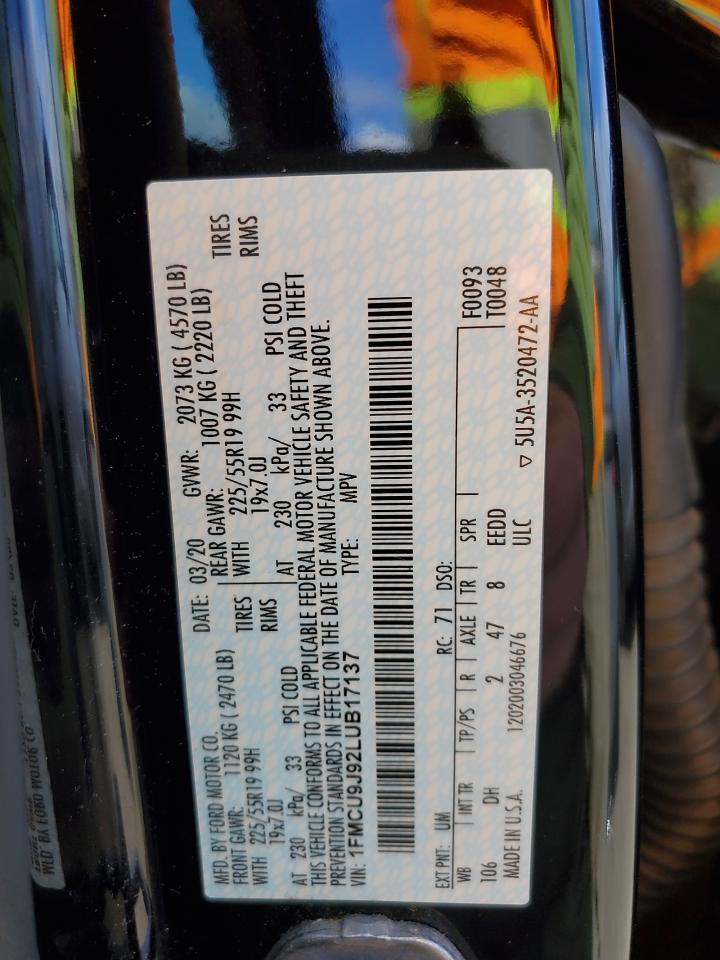 MFD. BY FORD MOTOR CO. DATE: 03/20 GVWR: 2073 KG ( 4570 LB)
FRONT GAWR: 1120 KG ( 2470 LB) REAR GAWR: 1007 KG ( 2220 LB)
WITH 225/55R19 99H TIRES WITH 225/55R19 99H TIRES
19x7.0J RIMS 19x7.0J RIMS
AT 230 kPa/ 33 PSI COLD AT 230 kPa/ 33 PSI COLD
THIS VEHICLE CONFORMS TO ALL APPLICABLE FEDERAL MOTOR VEHICLE SAFETY AND THEFT
PREVENTION STANDARDS IN EFFECT ON THE DATE OF MANUFACTURE SHOWN ABOVE.
VIN: 1FMCU9J92LUB17137 TYPE: MPV
EXT PNT: UM RC: 71 DSO:
WB INT TR TP/PS R AXLE TR SPR F0093
106 DH 2 47 8 EEDD T0048
MADE IN U.S.A. 1202003046676 ULC
▽ 5U5A-3520472-AA